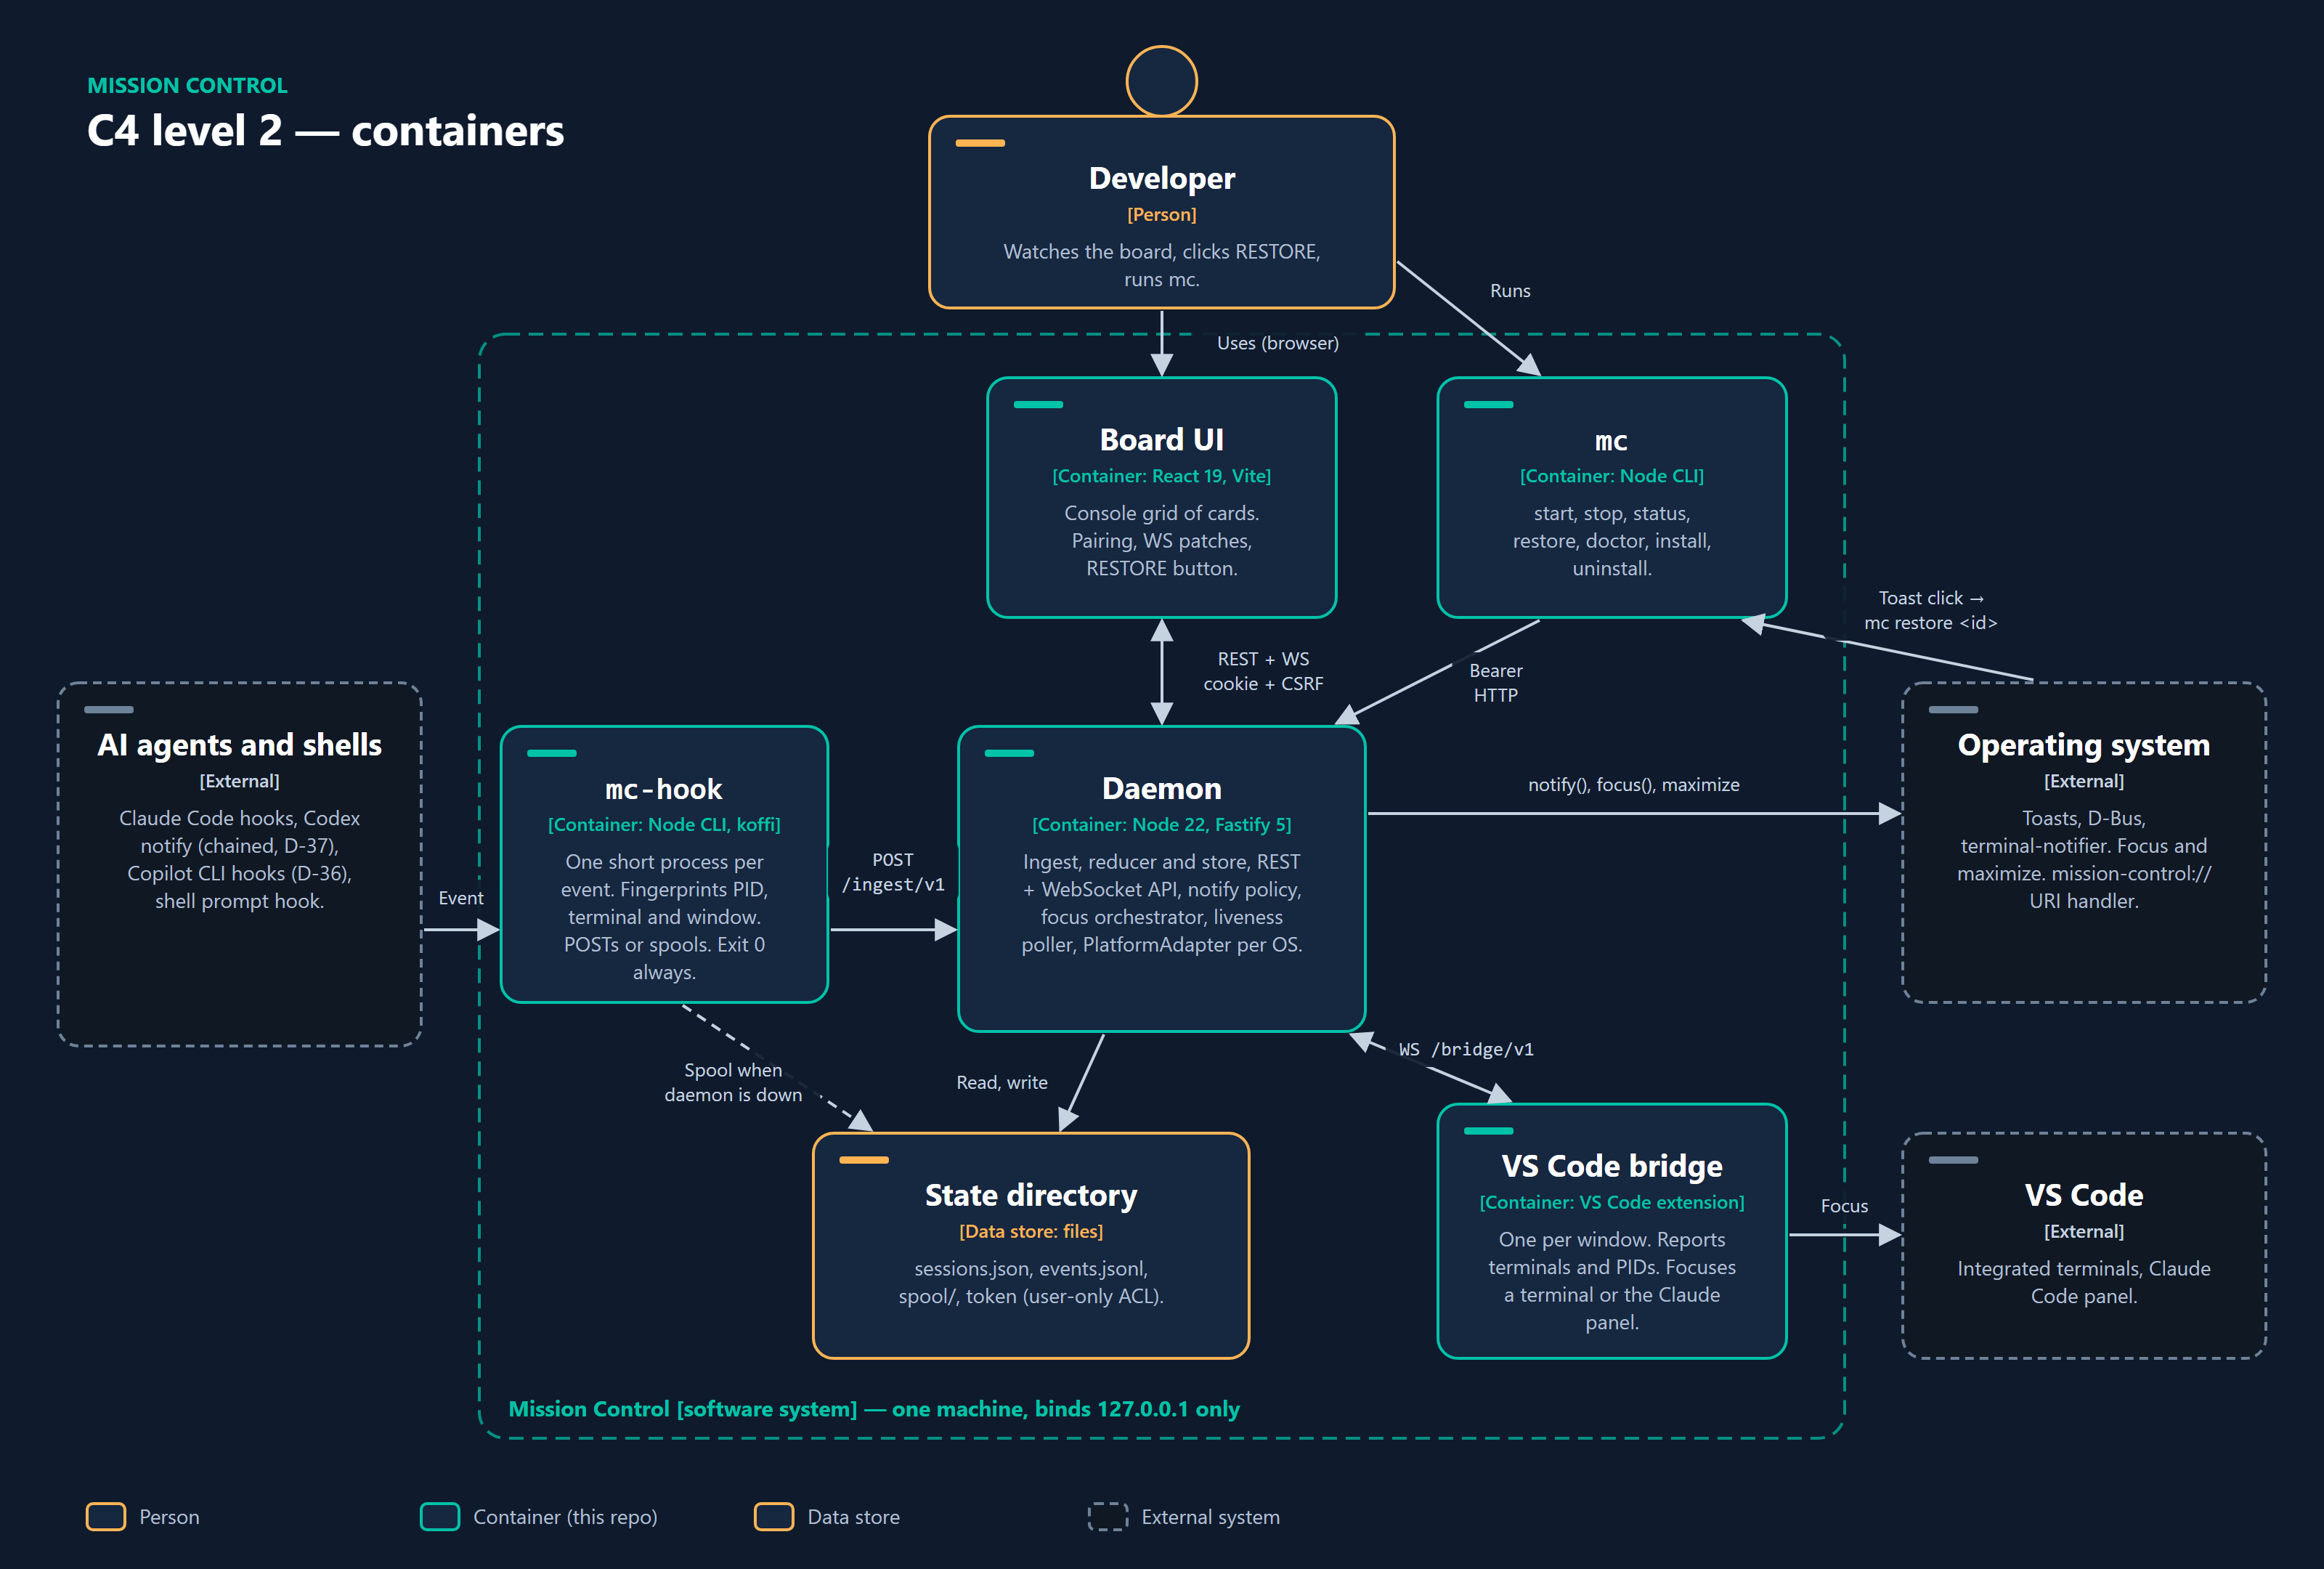 MISSION CONTROL
C4 level 2 — containers
Developer
[Person]
Watches the board, clicks RESTORE,
runs mc.
Runs
Uses (browser)
Board UI
[Container: React 19, Vite]
Console grid of cards.
Pairing, WS patches,
RESTORE button.
mc
[Container: Node CLI]
start, stop, status,
restore, doctor, install,
uninstall.
Toast click →
mc restore <id>
REST + WS
cookie + CSRF
Bearer
HTTP
AI agents and shells
[External]
Claude Code hooks, Codex
notify (chained, D-37),
Copilot CLI hooks (D-36),
shell prompt hook.
Event
mc-hook
[Container: Node CLI, koffi]
One short process per
event. Fingerprints PID,
terminal and window.
POSTs or spools. Exit 0
always.
POST
/ingest/v1
Daemon
[Container: Node 22, Fastify 5]
Ingest, reducer and store, REST
+ WebSocket API, notify policy,
focus orchestrator, liveness
poller, PlatformAdapter per OS.
notify(), focus(), maximize
Operating system
[External]
Toasts, D-Bus,
terminal-notifier. Focus and
maximize. mission-control://
URI handler.
Spool when
daemon is down
Read, write
WS /bridge/v1
State directory
[Data store: files]
sessions.json, events.jsonl,
spool/, token (user-only ACL).
VS Code bridge
[Container: VS Code extension]
One per window. Reports
terminals and PIDs. Focuses
a terminal or the Claude
panel.
Focus
VS Code
[External]
Integrated terminals, Claude
Code panel.
Mission Control [software system] — one machine, binds 127.0.0.1 only
Person
Container (this repo)
Data store
External system